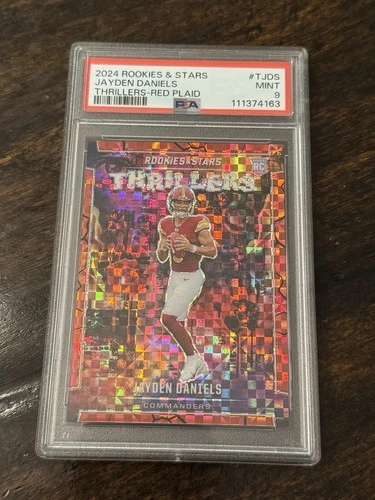 2024 ROOKIES & STARS #TJDS
JAYDEN DANIELS MINT
THRILLERS-RED PLAID 9
PSA 111374163
ROOKIES & STARS RC
THRILLERS
JAYDEN DANIELS
COMMANDERS